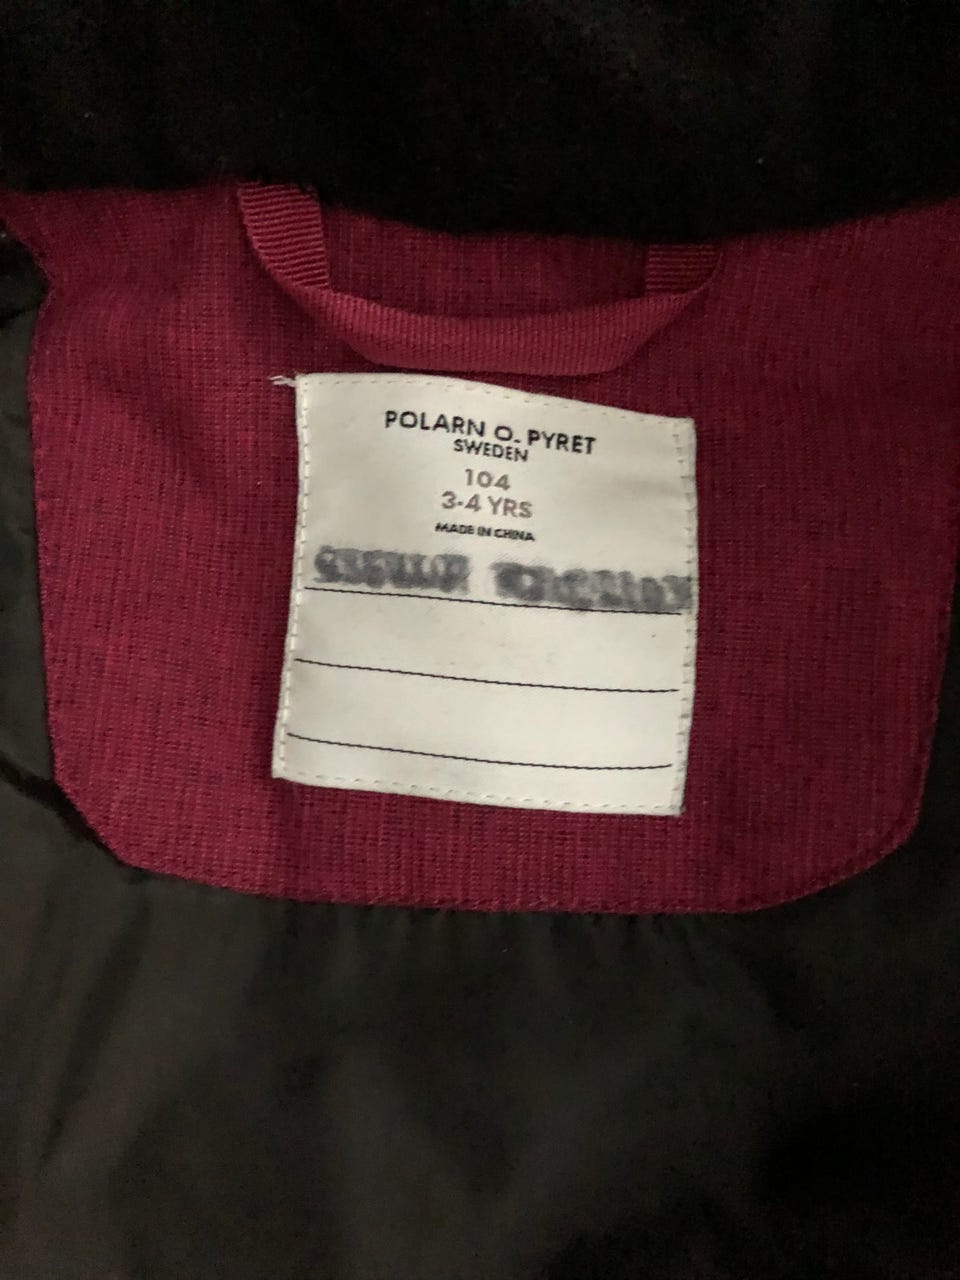 POLARN O. PYRET
SWEDEN
104
3-4 YRS
MADE IN CHINA